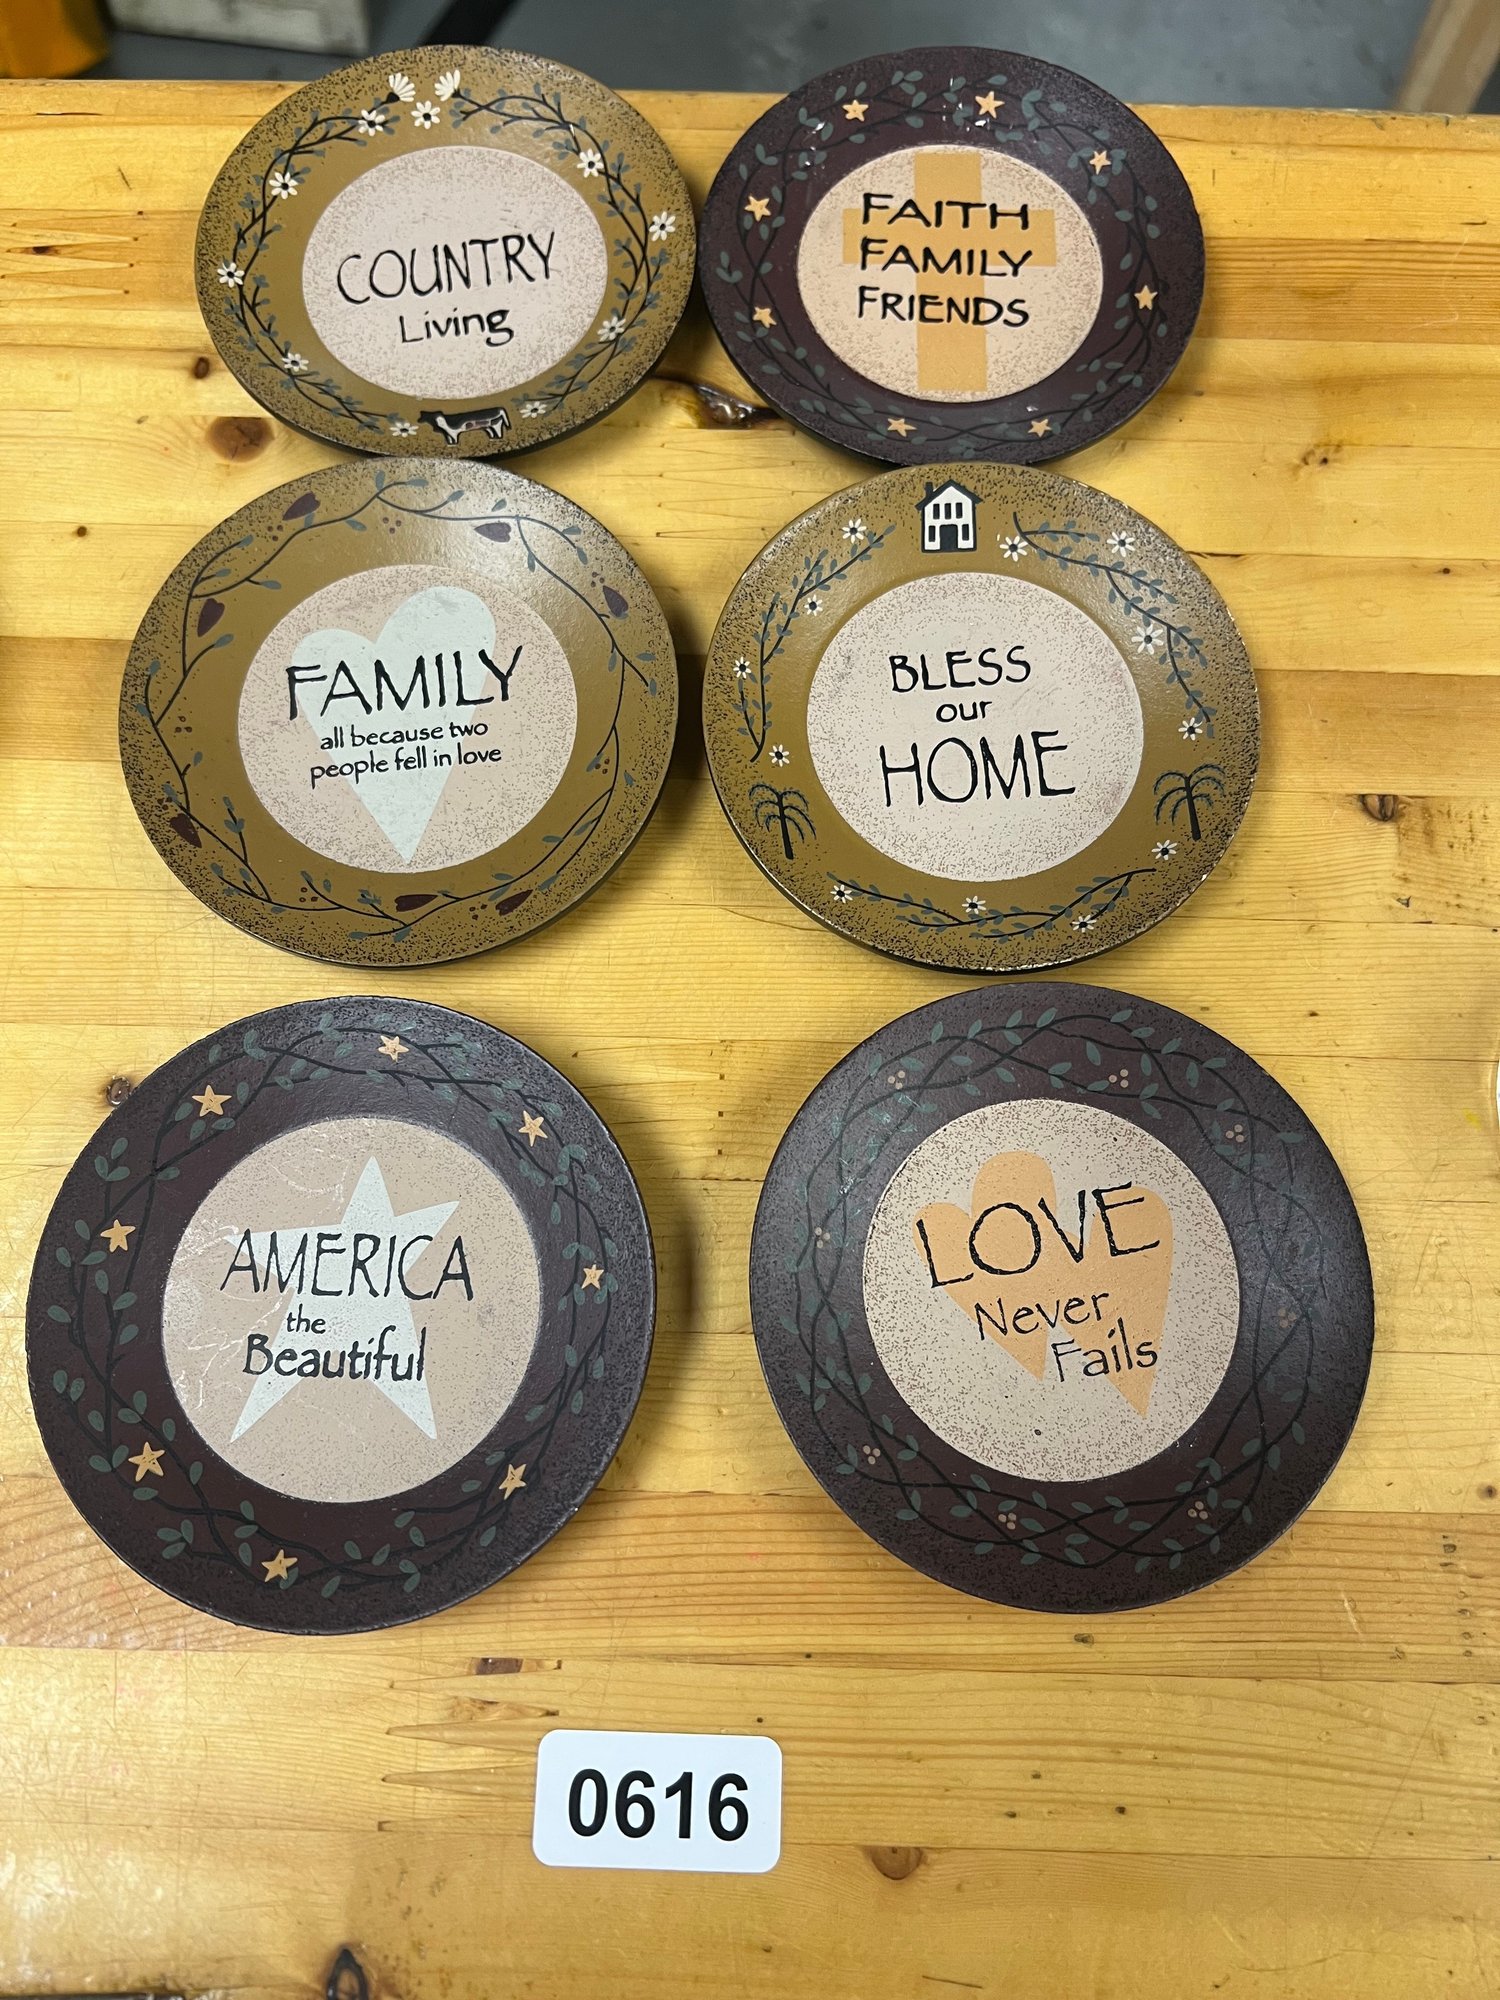 COUNTRY
Living
FAITH
FAMILY
FRIENDS
FAMILY
all because two
people fell in love
BLESS
our
HOME
AMERICA
the
Beautiful
LOVE
Never
Fails
0616